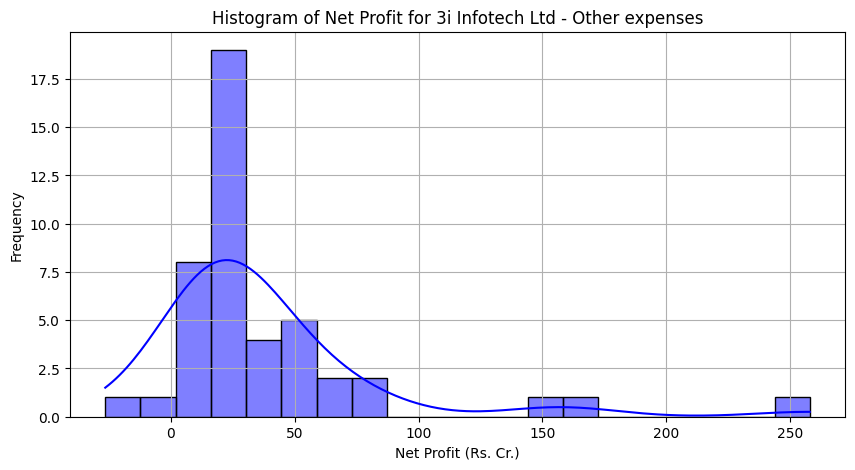 Histogram of Net Profit for 3i Infotech Ltd - Other expenses
17.5
15.0
12.5
10.0
7.5
5.0
2.5
0.0
Frequency
0 50 100 150 200 250
Net Profit (Rs. Cr.)